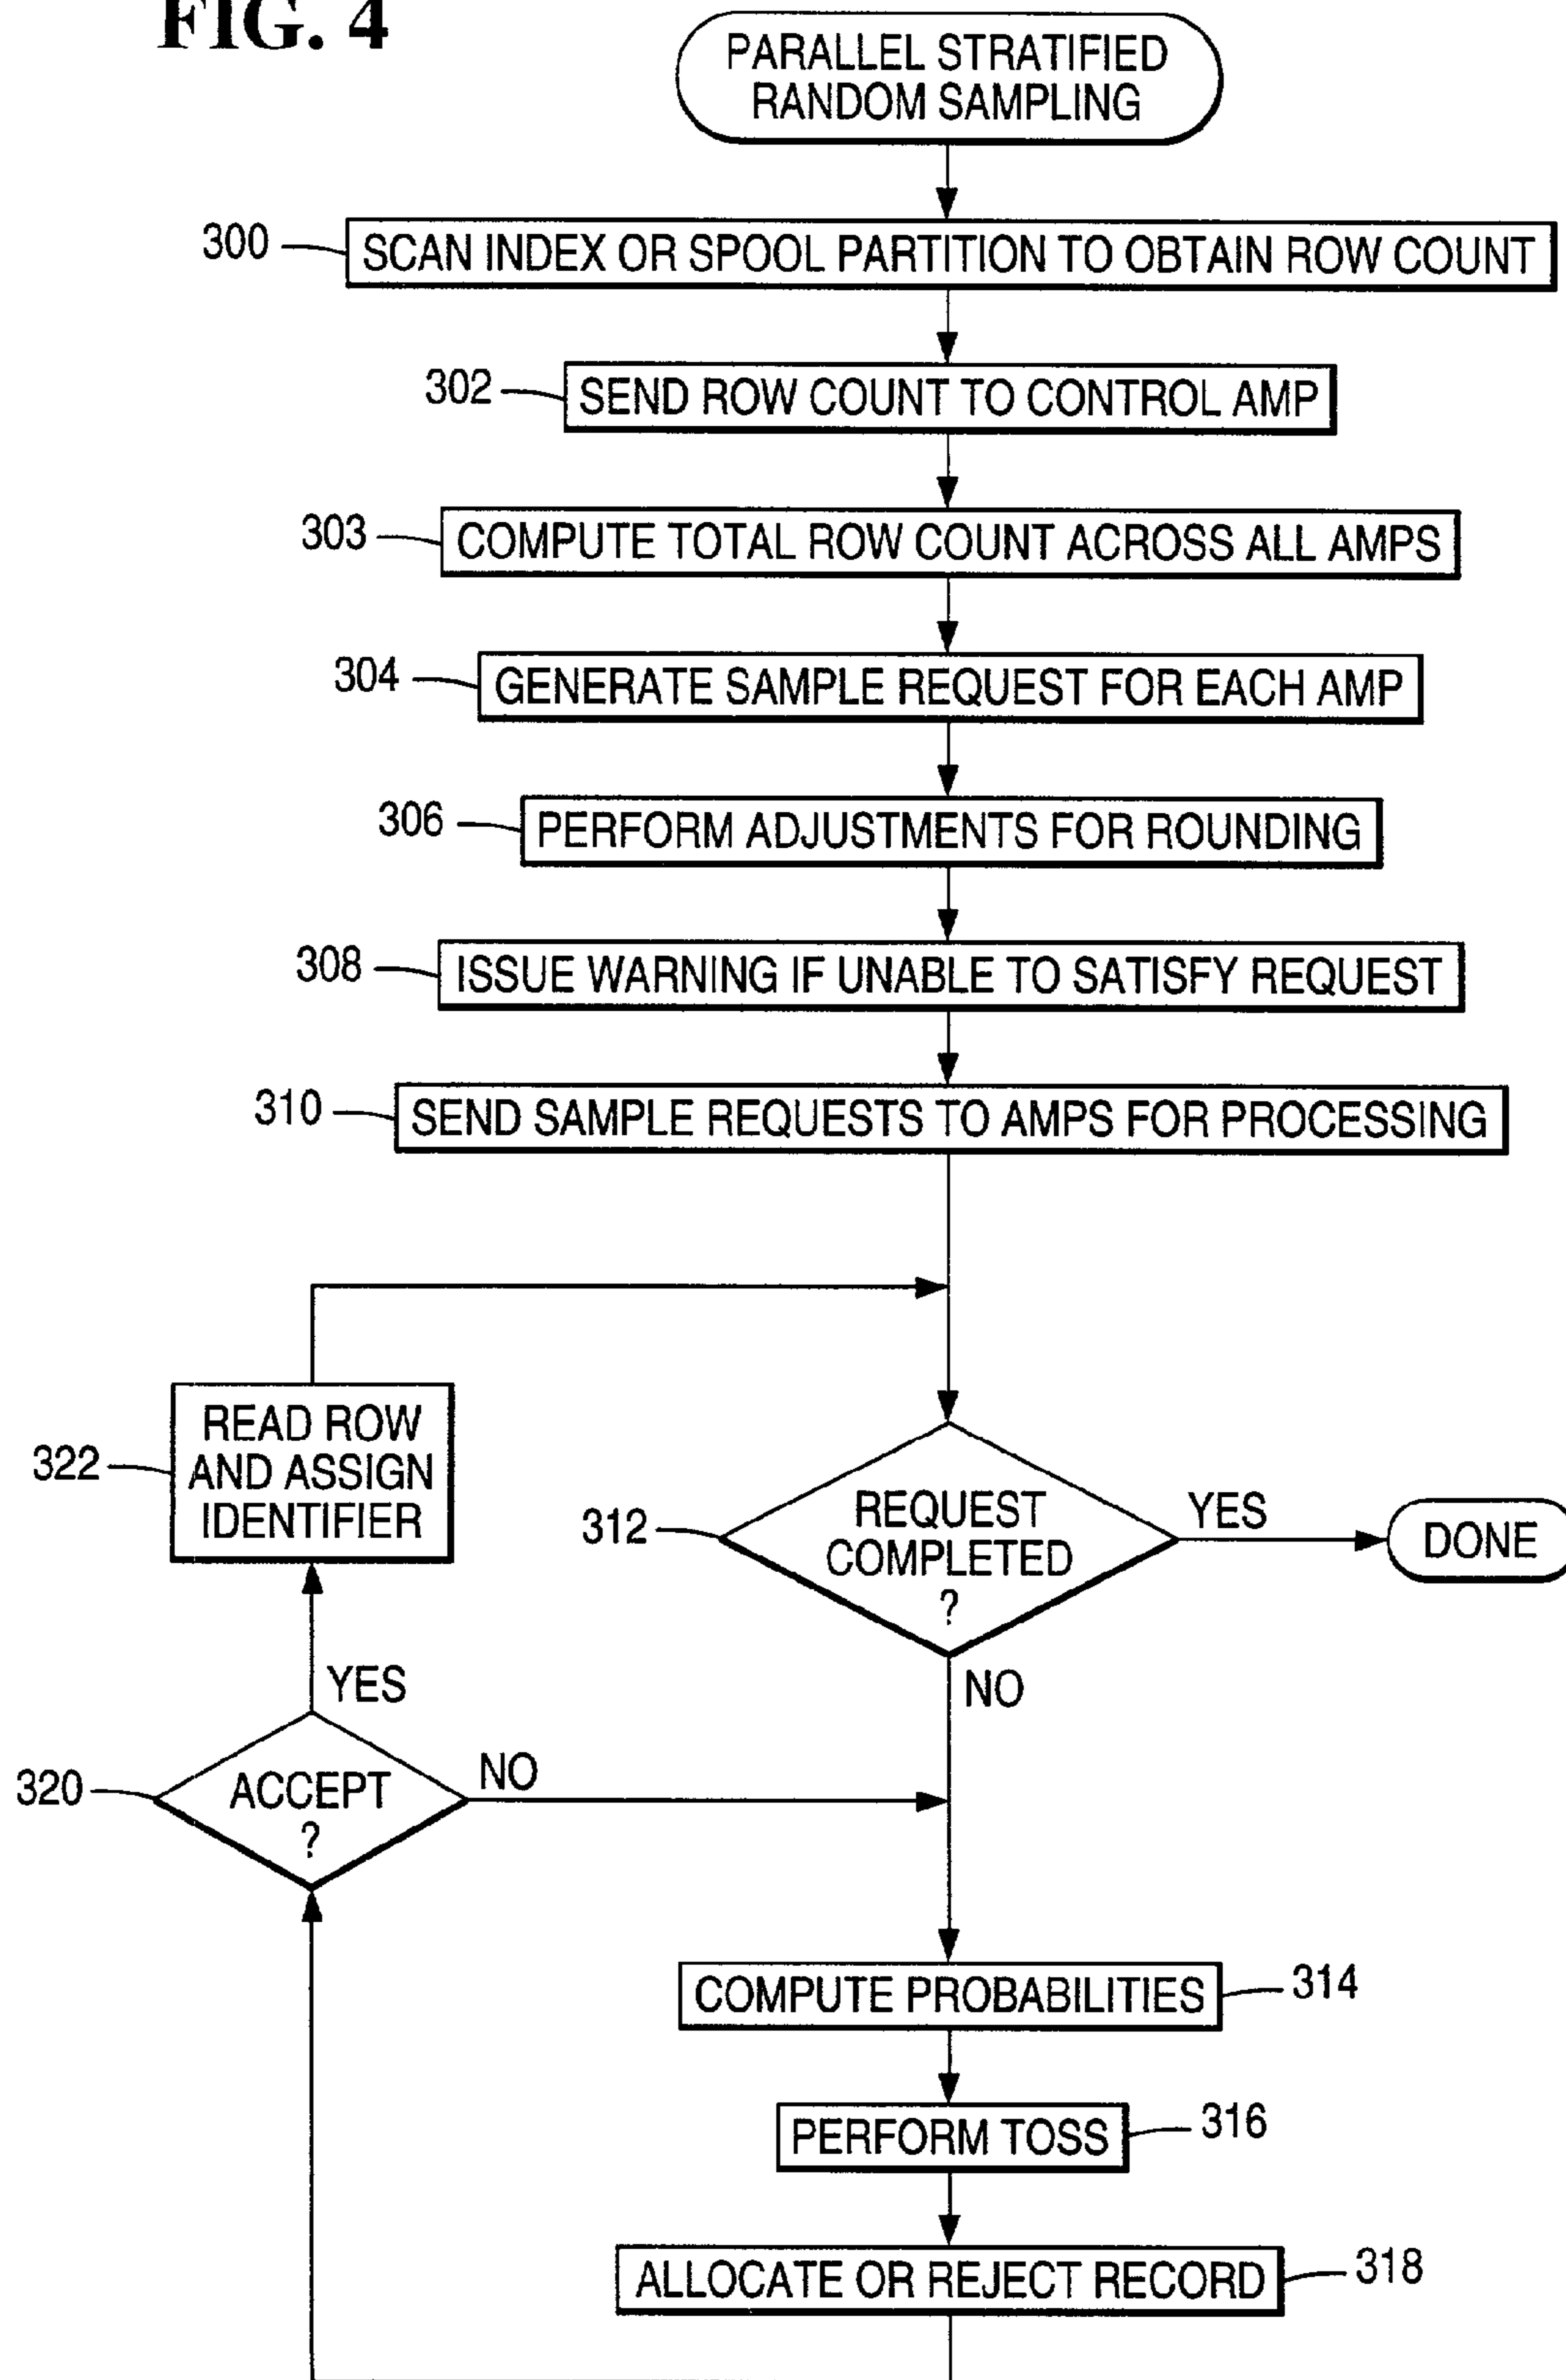 FIG. 4
PARALLEL STRATIFIED
RANDOM SAMPLING
300
SCAN INDEX OR SPOOL PARTITION TO OBTAIN ROW COUNT
302
SEND ROW COUNT TO CONTROL AMP
303
COMPUTE TOTAL ROW COUNT ACROSS ALL AMPS
304
GENERATE SAMPLE REQUEST FOR EACH AMP
306
PERFORM ADJUSTMENTS FOR ROUNDING
308
ISSUE WARNING IF UNABLE TO SATISFY REQUEST
310
SEND SAMPLE REQUESTS TO AMPS FOR PROCESSING
322
READ ROW
AND ASSIGN
IDENTIFIER
312
REQUEST
COMPLETED
?
YES
DONE
NO
YES
320
ACCEPT
?
NO
COMPUTE PROBABILITIES
314
PERFORM TOSS
316
ALLOCATE OR REJECT RECORD
318